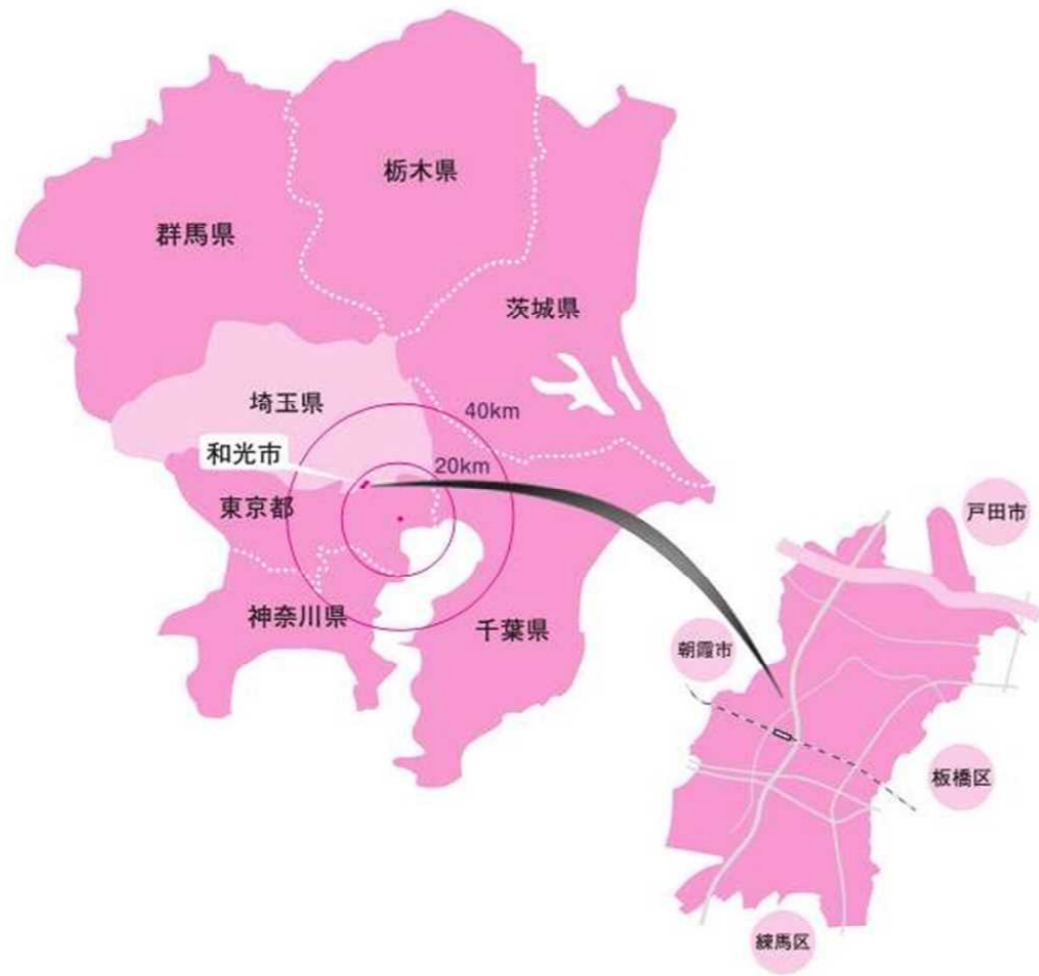 栃木県
群馬県
茨城県
埼玉県
40km
和光市
20km
東京都
戸田市
神奈川県
千葉県
朝霞市
板橋区
練馬区